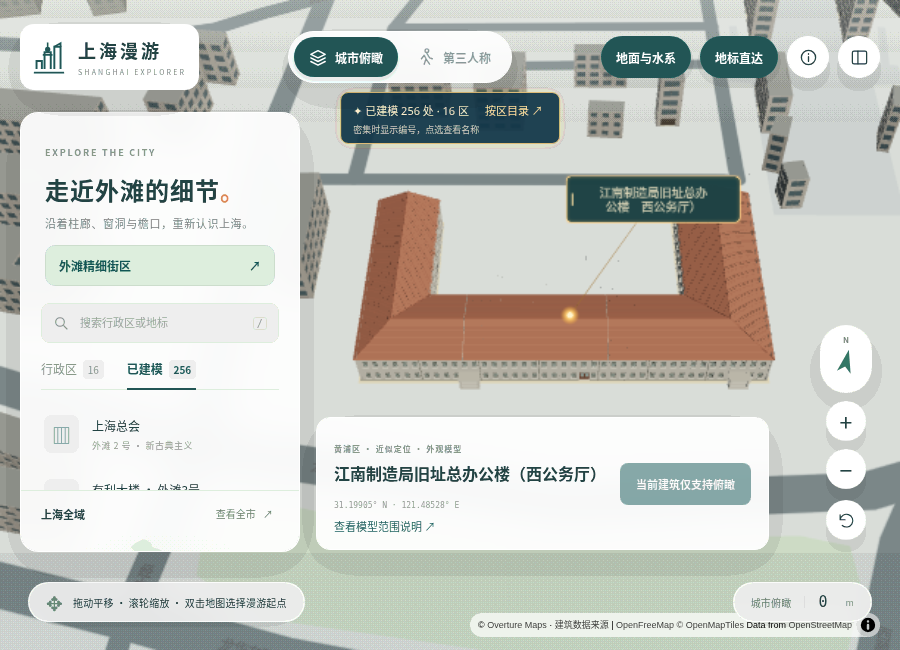 上海漫游
SHANGHAI EXPLORER
城市俯瞰
第三人称
地面与水系
地标直达
✦ 已建模 256 处 · 16 区 按区目录 ↗
密集时显示编号，点选查看名称
EXPLORE THE CITY
走近外滩的细节。
沿着柱廊、窗洞与檐口，重新认识上海。
外滩精细街区 ↗
搜索行政区或地标 /
行政区 16
已建模 256
上海总会
外滩 2 号 · 新古典主义
有利大楼 · 外滩3号
上海全域
查看全市 ↗
江南制造局旧址总办
公楼 西公务厅）
N
+
−
黄浦区 · 近似定位 · 外观模型
江南制造局旧址总办公楼（西公务厅）
31.19905° N · 121.48528° E
查看模型范围说明 ↗
当前建筑仅支持俯瞰
拖动平移 · 滚轮缩放 · 双击地图选择漫游起点
城市俯瞰 0 m
© Overture Maps · 建筑数据来源 | OpenFreeMap © OpenMapTiles Data from OpenStreetMap